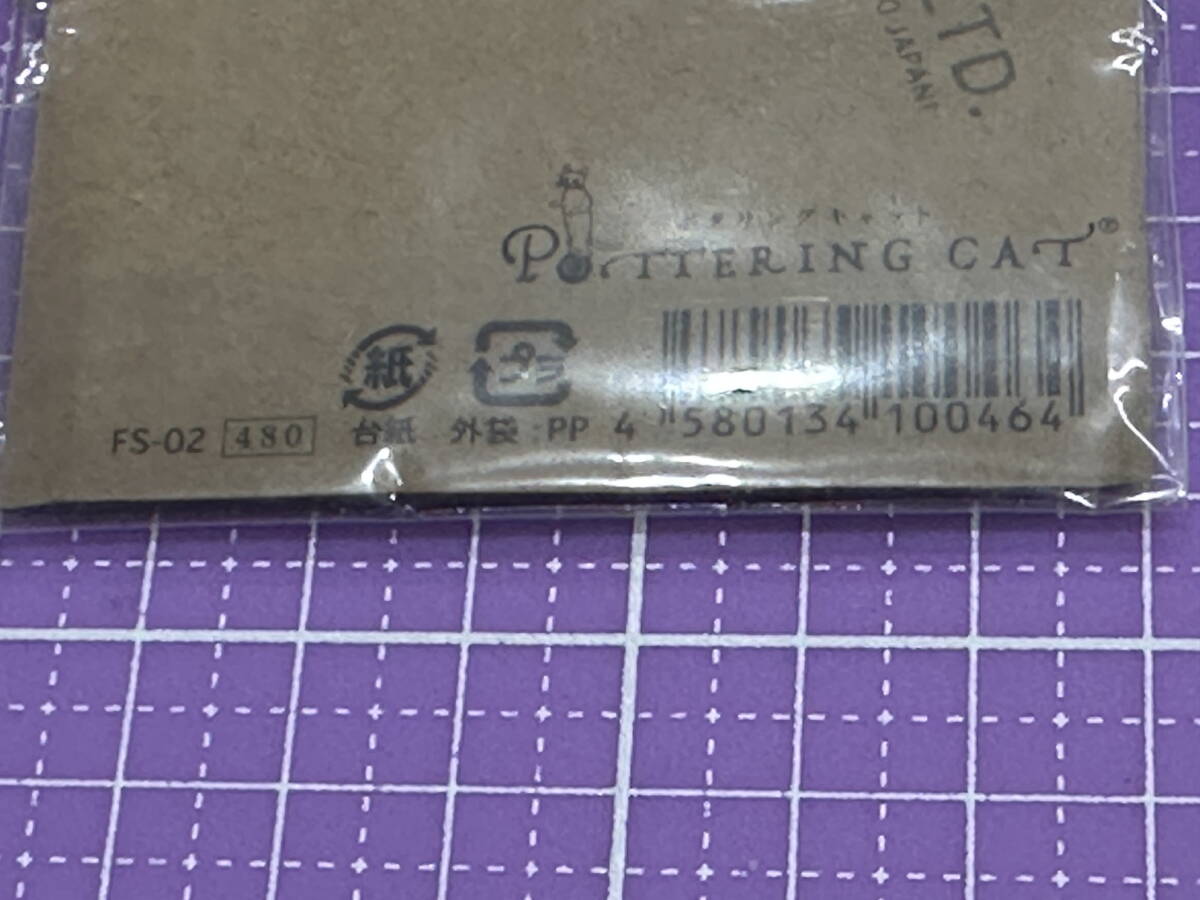 LTD.
O JAPAN!
ポタリングキャット
POTTERING CAT®
紙
プラ
FS-02 480 台紙 外袋:PP 4 580134 100464